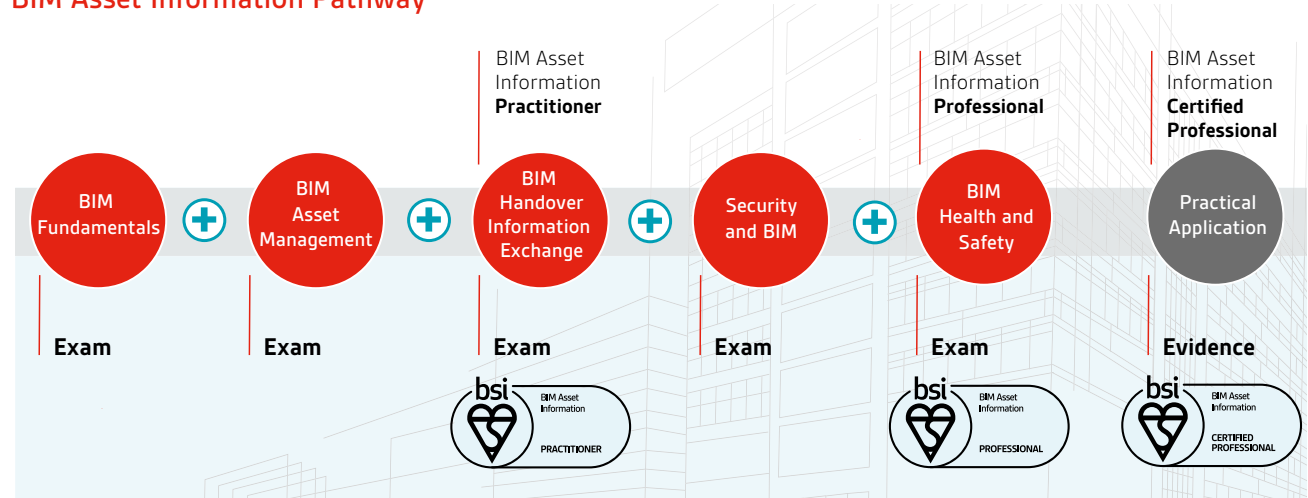 BIM Asset Information Pathway
BIM Asset
Information
Practitioner
BIM Asset
Information
Professional
BIM Asset
Information
Certified
Professional
BIM
Fundamentals
BIM
Asset
Management
BIM
Handover
Information
Exchange
Security
and BIM
BIM
Health and
Safety
Practical
Application
Exam
Exam
Exam
Exam
Exam
Evidence
bsi
BIM Asset
Information
PRACTITIONER
bsi
BIM Asset
Information
PROFESSIONAL
bsi
BIM Asset
Information
CERTIFIED
PROFESSIONAL